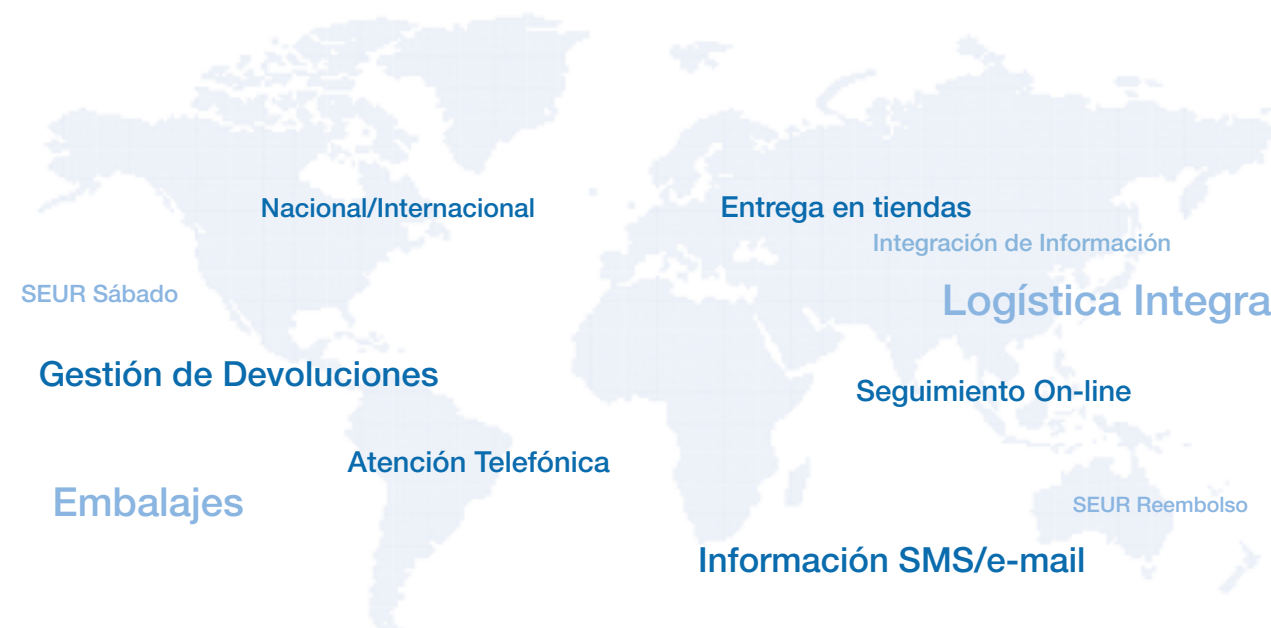 Nacional/Internacional
Entrega en tiendas
Integración de Información
SEUR Sábado
Logística Integra
Gestión de Devoluciones
Seguimiento On-line
Atención Telefónica
Embalajes
SEUR Reembolso
Información SMS/e-mail